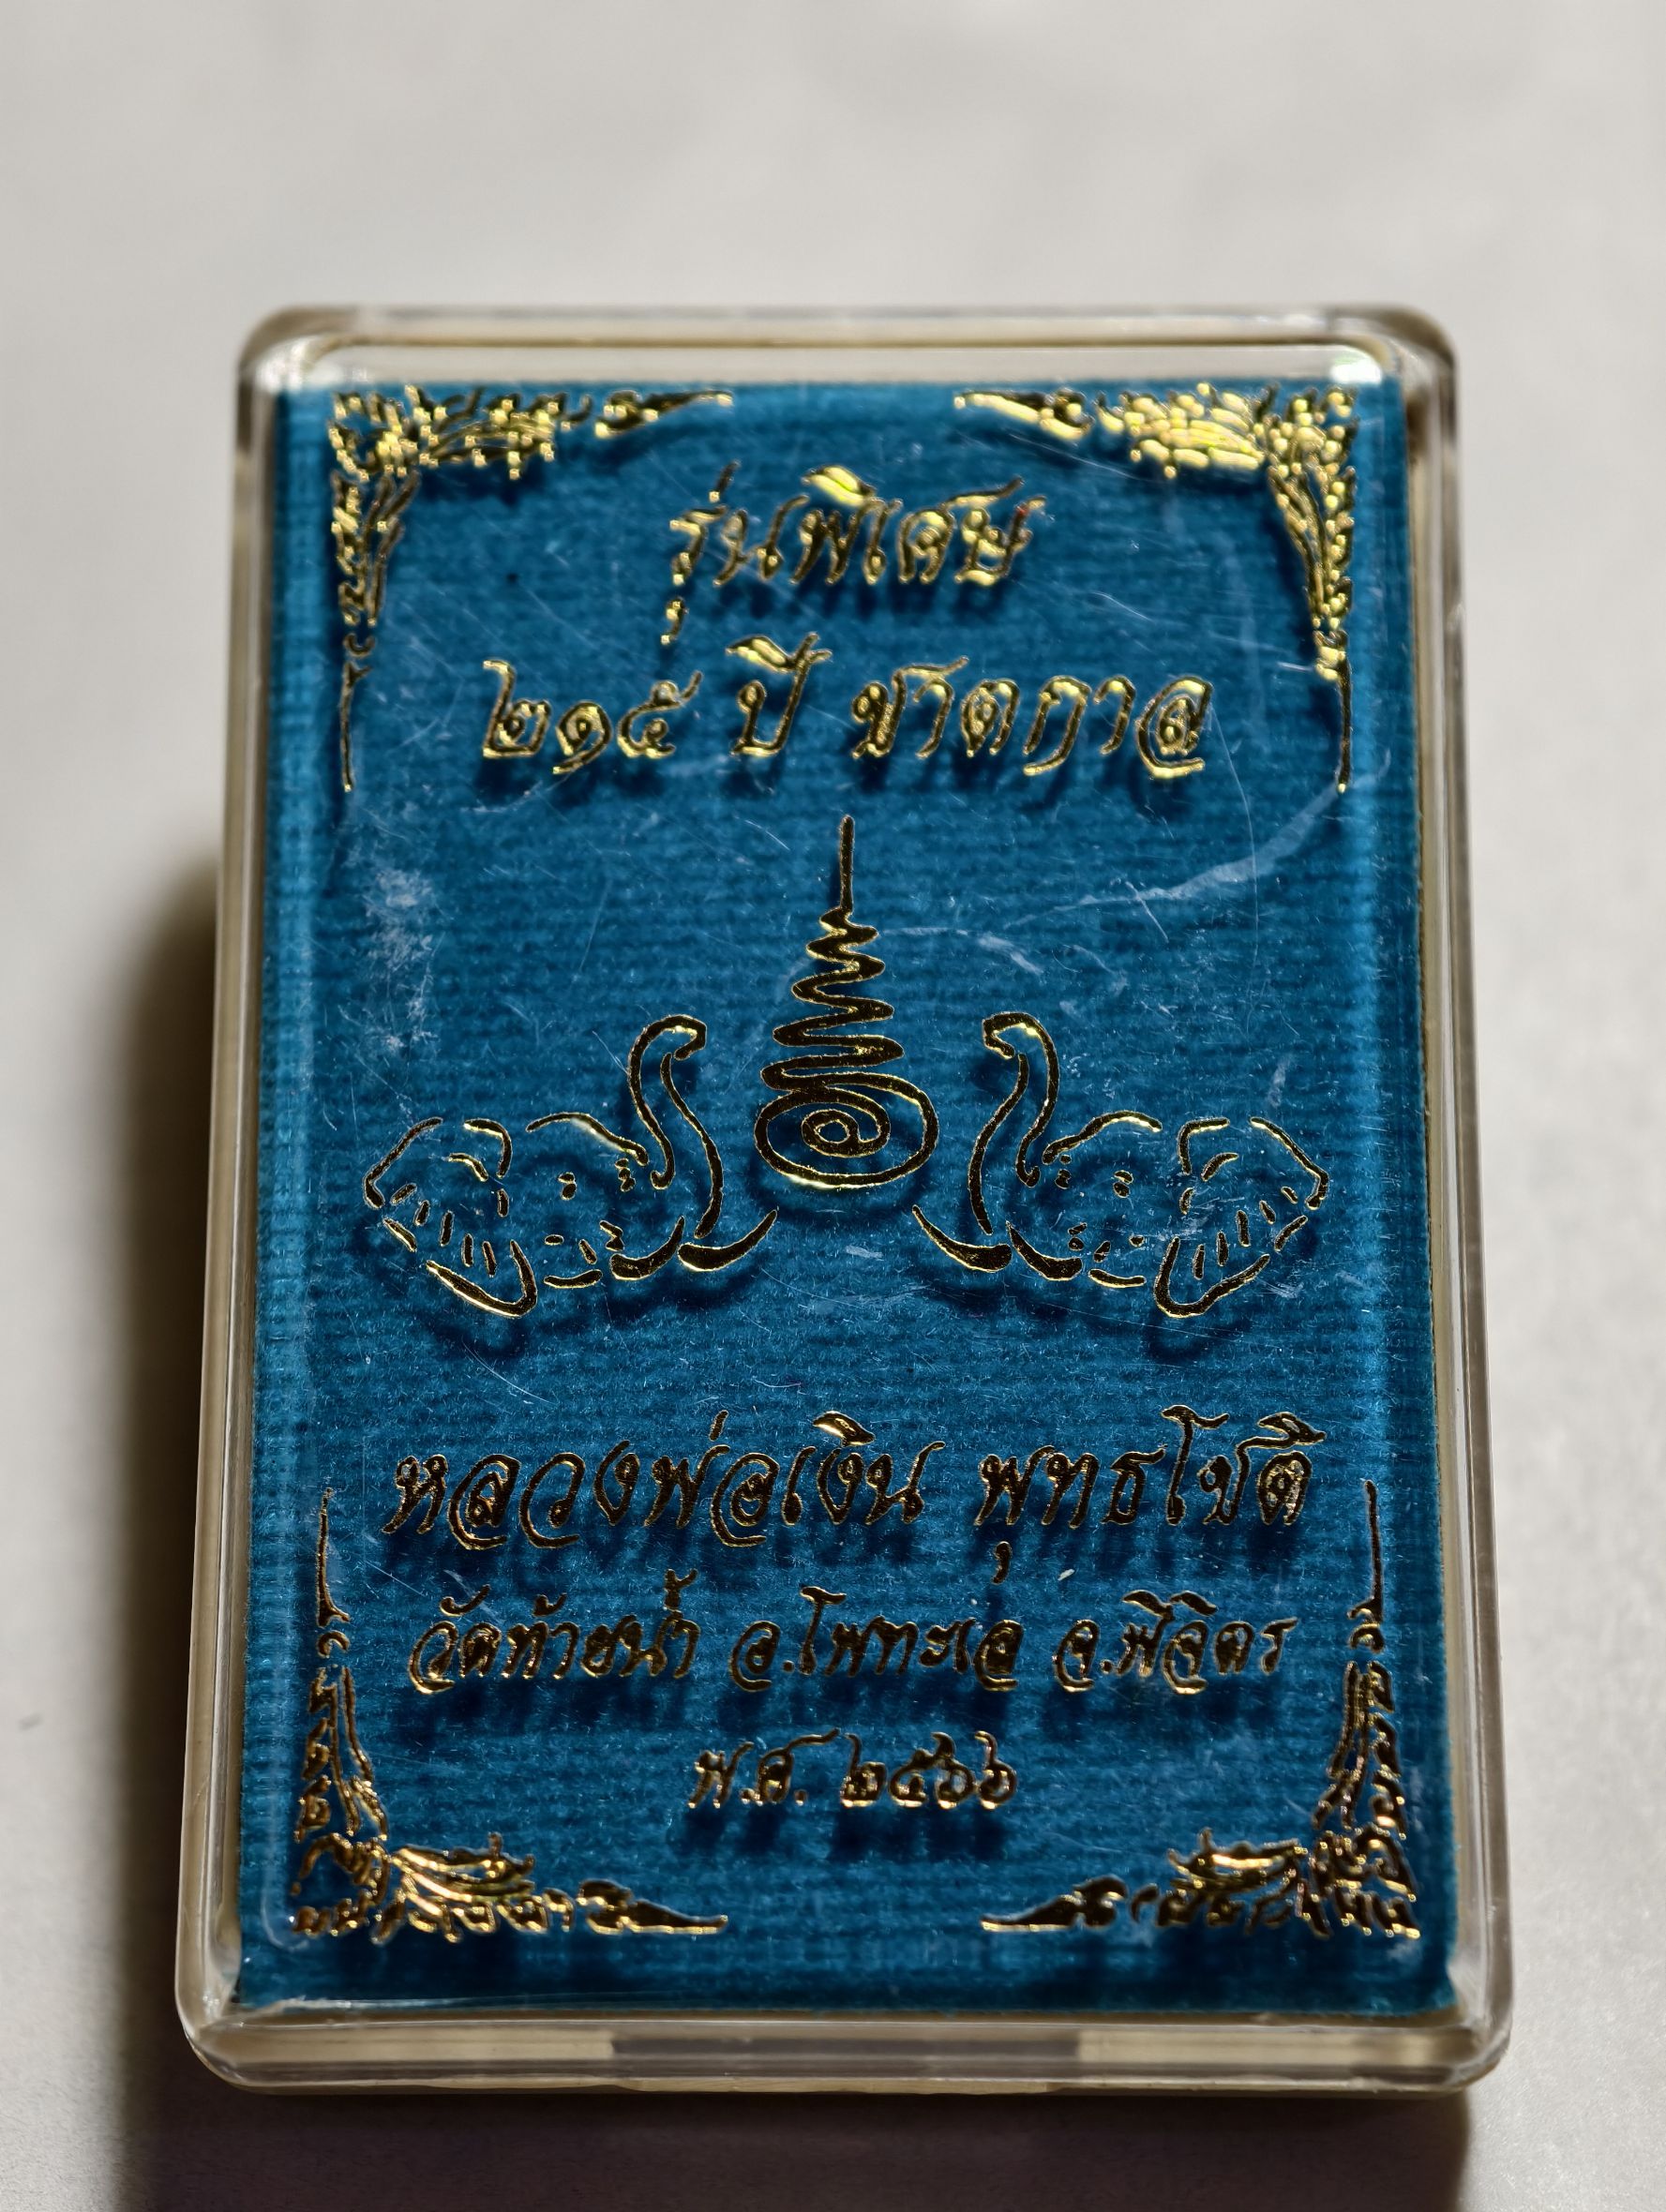 รุ่นพิเศษ
๒๑๕ ปี ชาตกาล
หลวงพ่อเงิน พุทธโชติ
วัดท้ายน้ำ อ.โพทะเล จ.พิจิตร
พ.ศ. ๒๕๖๖